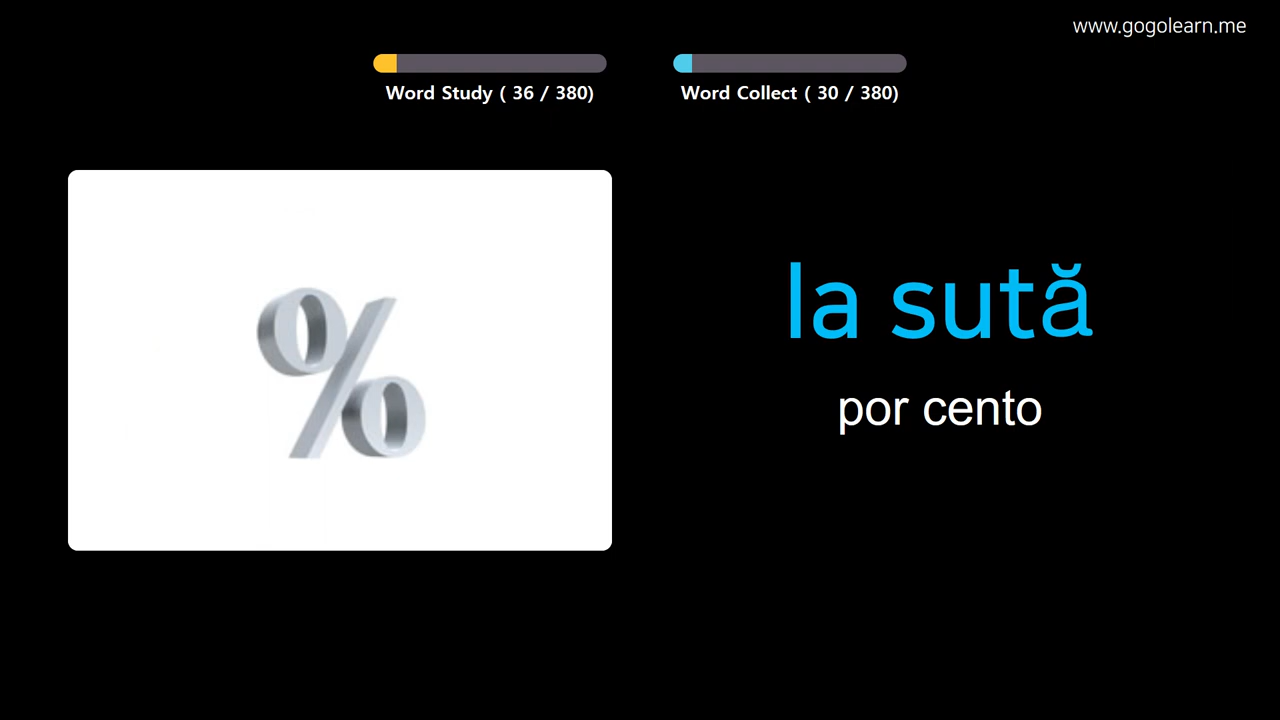 www.gogolearn.me
Word Study ( 36 / 380)
Word Collect ( 30 / 380)
%
la sută
por cento